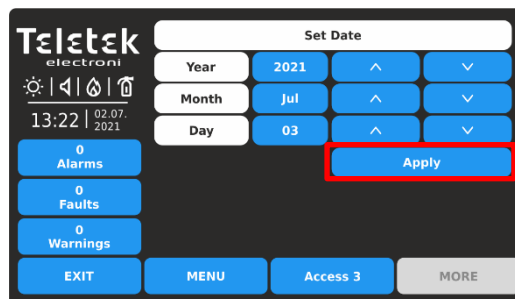 Teletek
electroni
13:22 02.07.
2021
0
Alarms
0
Faults
0
Warnings
Set Date
Year 2021
Month Jul
Day 03
Apply
EXIT MENU Access 3 MORE